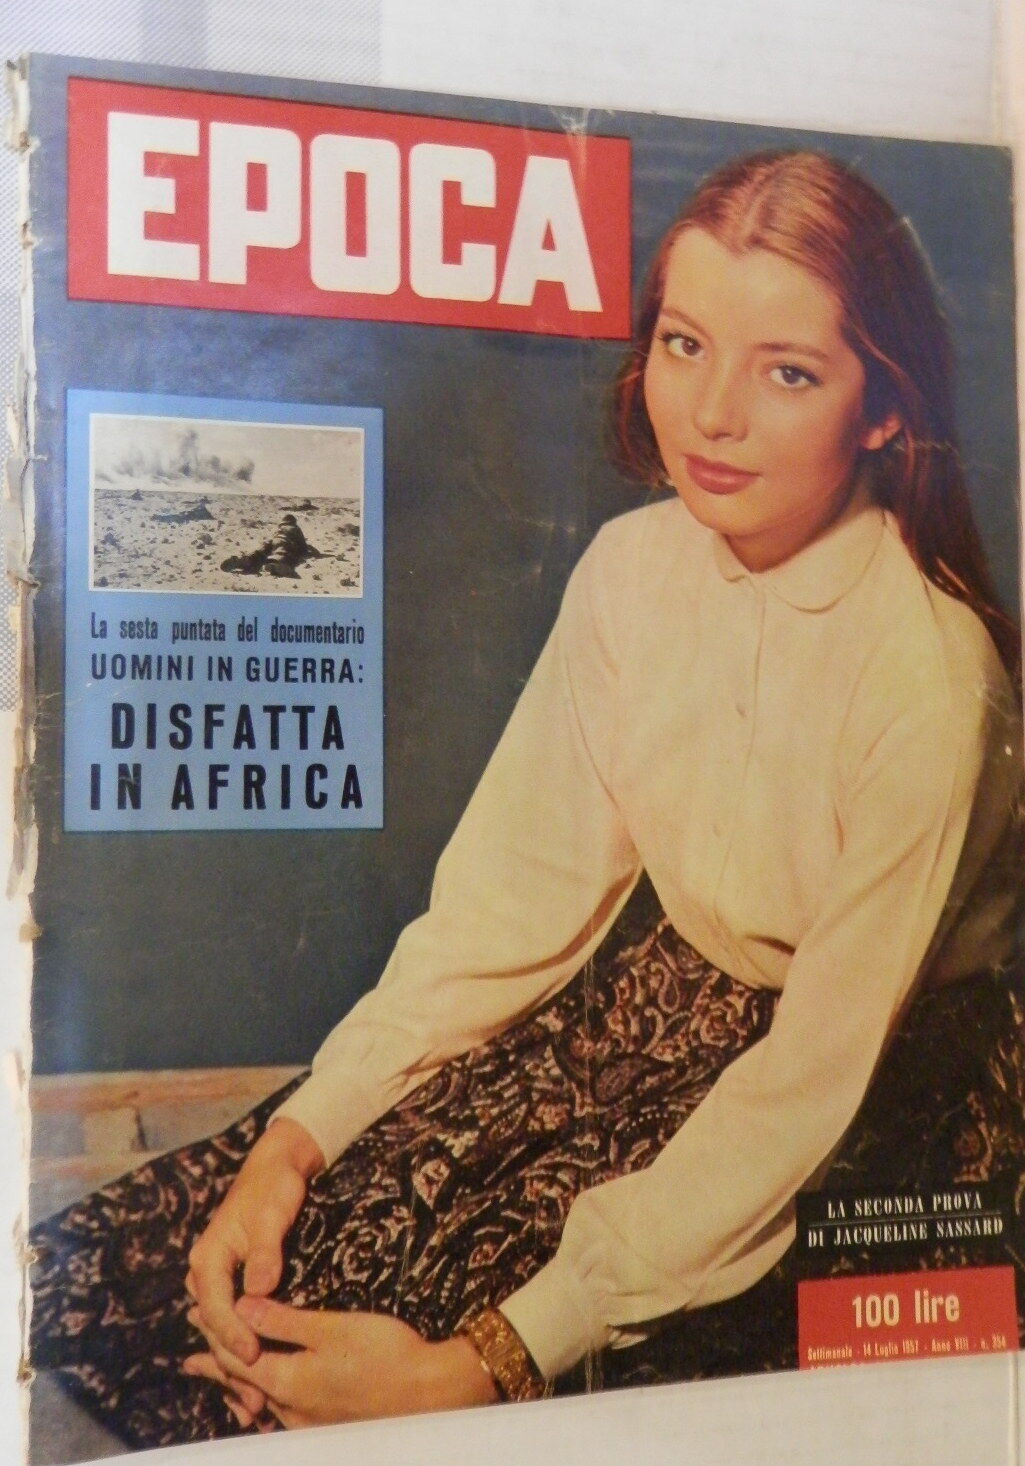 EPOCA
La sesta puntata del documentario
UOMINI IN GUERRA:
DISFATTA
IN AFRICA
LA SECONDA PROVA
DI JACQUELINE SASSARD
100 lire
Settimanale - 14 Luglio 1957 - Anno VIII - n. 354